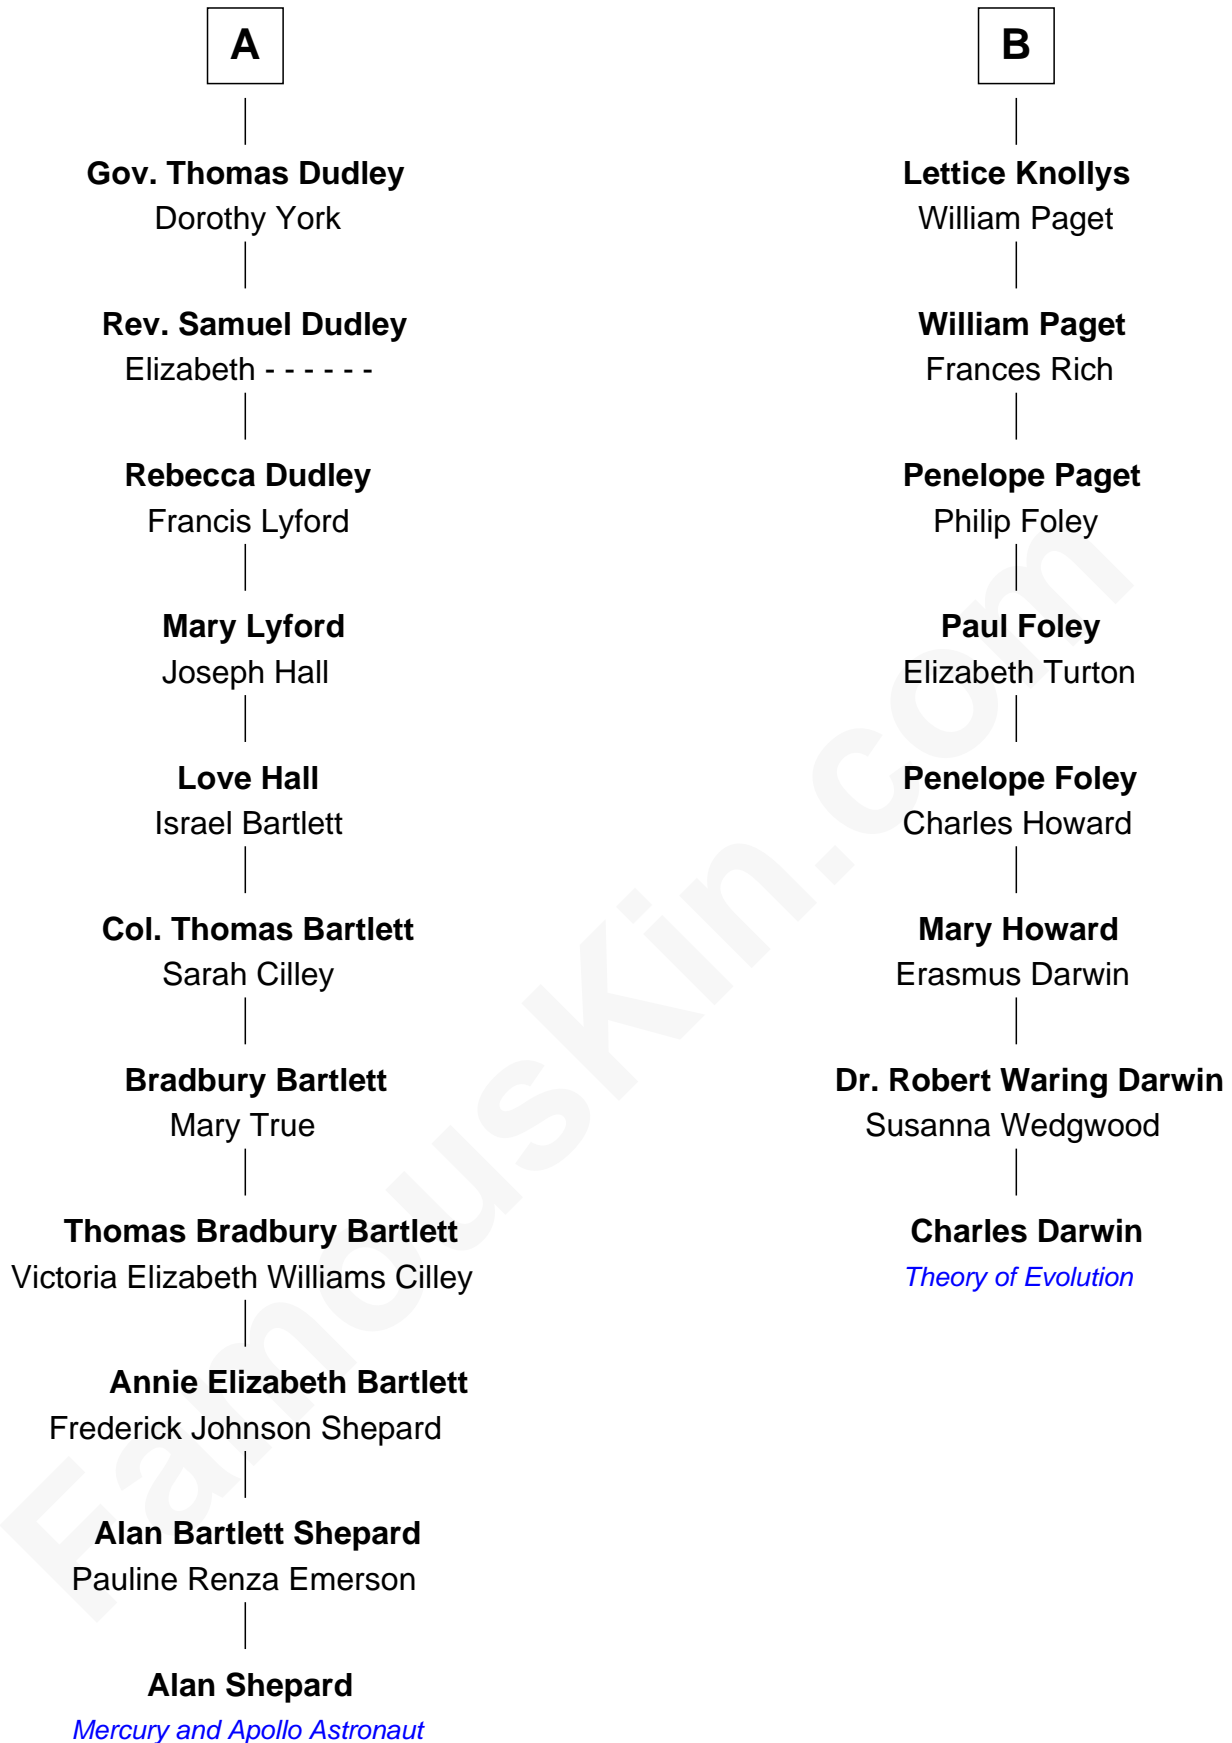 A
Gov. Thomas Dudley
Dorothy York
Rev. Samuel Dudley
Elizabeth - - - - - -
Rebecca Dudley
Francis Lyford
Mary Lyford
Joseph Hall
Love Hall
Israel Bartlett
Col. Thomas Bartlett
Sarah Cilley
Bradbury Bartlett
Mary True
Thomas Bradbury Bartlett
Victoria Elizabeth Williams Cilley
Annie Elizabeth Bartlett
Frederick Johnson Shepard
Alan Bartlett Shepard
Pauline Renza Emerson
Alan Shepard
Mercury and Apollo Astronaut
B
Lettice Knollys
William Paget
William Paget
Frances Rich
Penelope Paget
Philip Foley
Paul Foley
Elizabeth Turton
Penelope Foley
Charles Howard
Mary Howard
Erasmus Darwin
Dr. Robert Waring Darwin
Susanna Wedgwood
Charles Darwin
Theory of Evolution
FamousKin.com